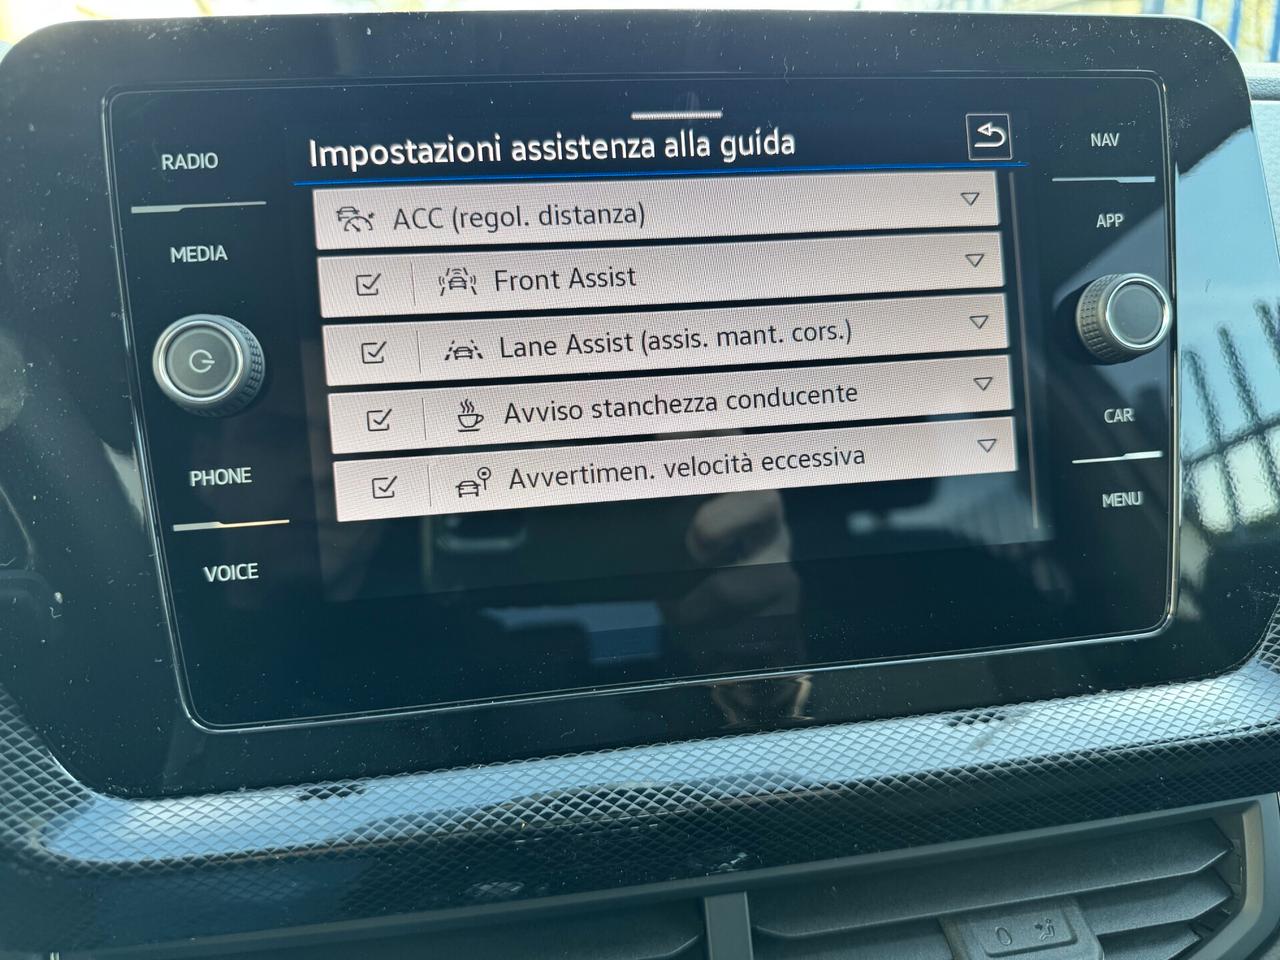 Impostazioni assistenza alla guida
RADIO
MEDIA
PHONE
VOICE
ACC (regol. distanza)
Front Assist
Lane Assist (assis. mant. cors.)
Avviso stanchezza conducente
Avvertimen. velocità eccessiva
NAV
APP
CAR
MENU
0